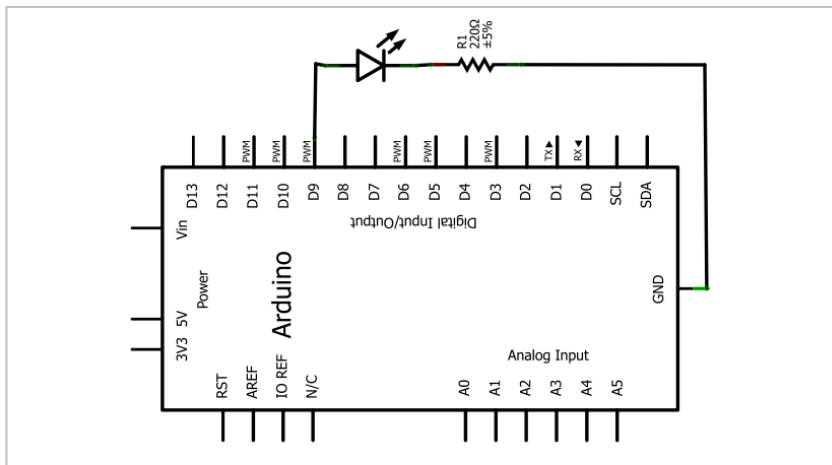 R1
220Ω
±5%
PWM
PWM
PWM
PWM
PWM
PWM
TX▶
RX◀
D13
D12
D11
D10
D9
D8
D7
D6
D5
D4
D3
D2
D1
D0
SCL
SDA
Digital Input/Output
Vin
Power
5V
3V3
Arduino
GND
Analog Input
RST
AREF
IO REF
N/C
A0
A1
A2
A3
A4
A5